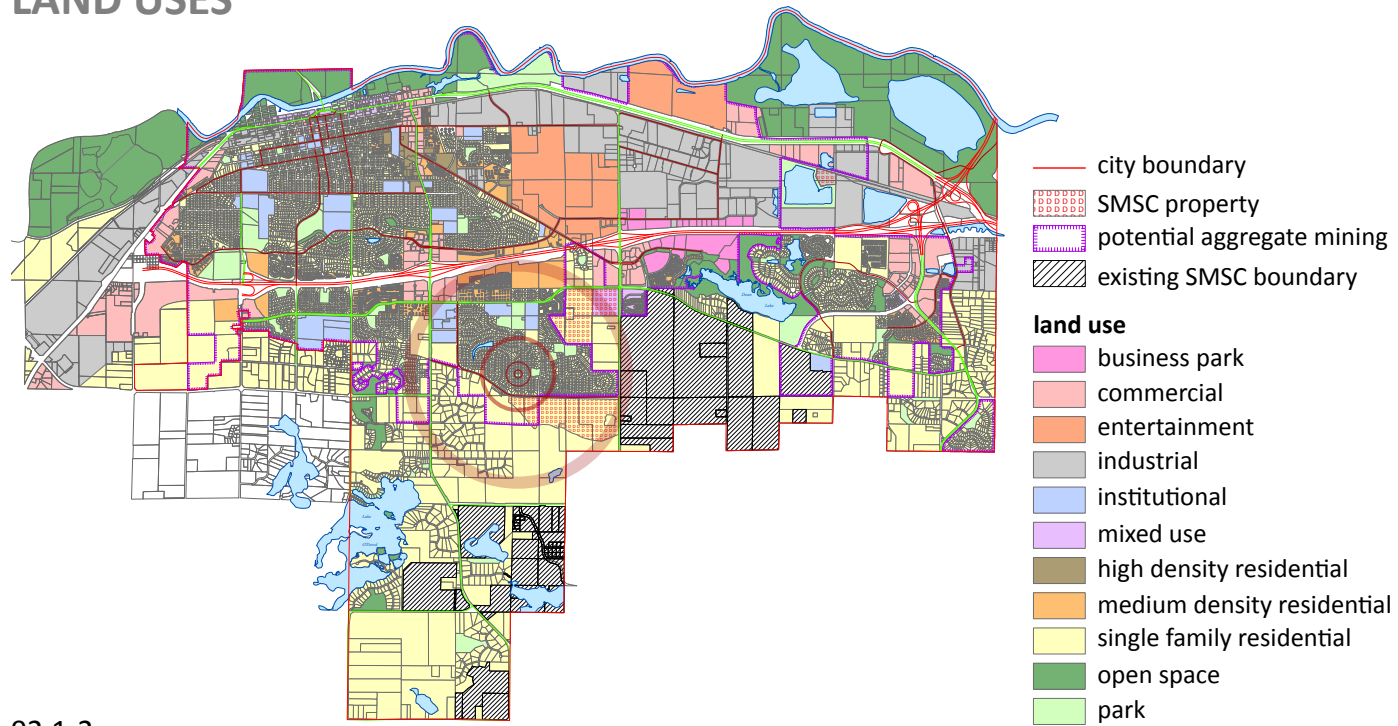 LAND USES
city boundary
SMSC property
potential aggregate mining
existing SMSC boundary
land use
business park
commercial
entertainment
industrial
institutional
mixed use
high density residential
medium density residential
single family residential
open space
park
Lake